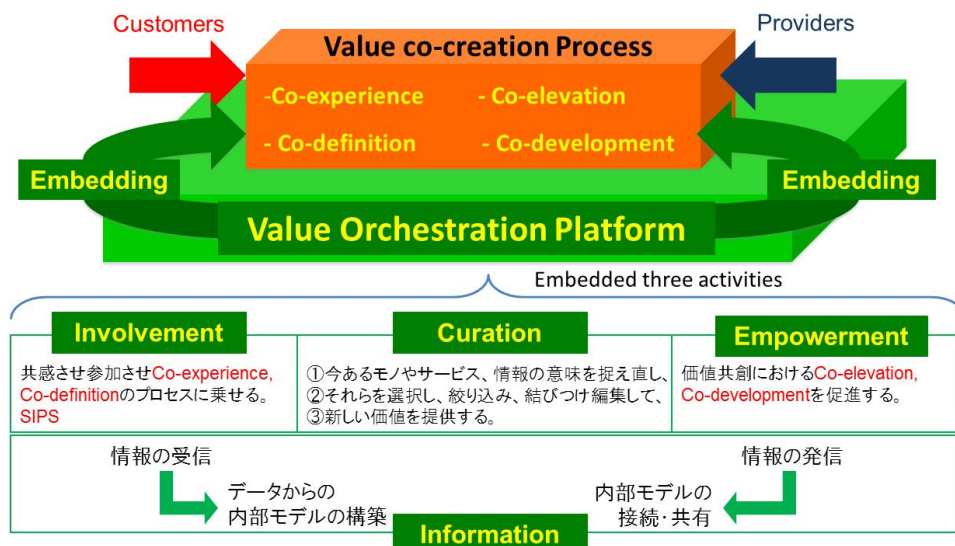 Customers
Providers
Value co-creation Process
-Co-experience
- Co-elevation
- Co-definition
- Co-development
Embedding
Embedding
Value Orchestration Platform
Embedded three activities
Involvement
共感させ参加させCo-experience,
Co-definitionのプロセスに乗せる。
SIPS
Curation
①今あるモノやサービス、情報の意味を捉え直し、
②それらを選択し、絞り込み、結びつけ編集して、
③新しい価値を提供する。
Empowerment
価値共創におけるCo-elevation,
Co-developmentを促進する。
情報の受信
データからの
内部モデルの構築
情報の発信
内部モデルの
接続・共有
Information